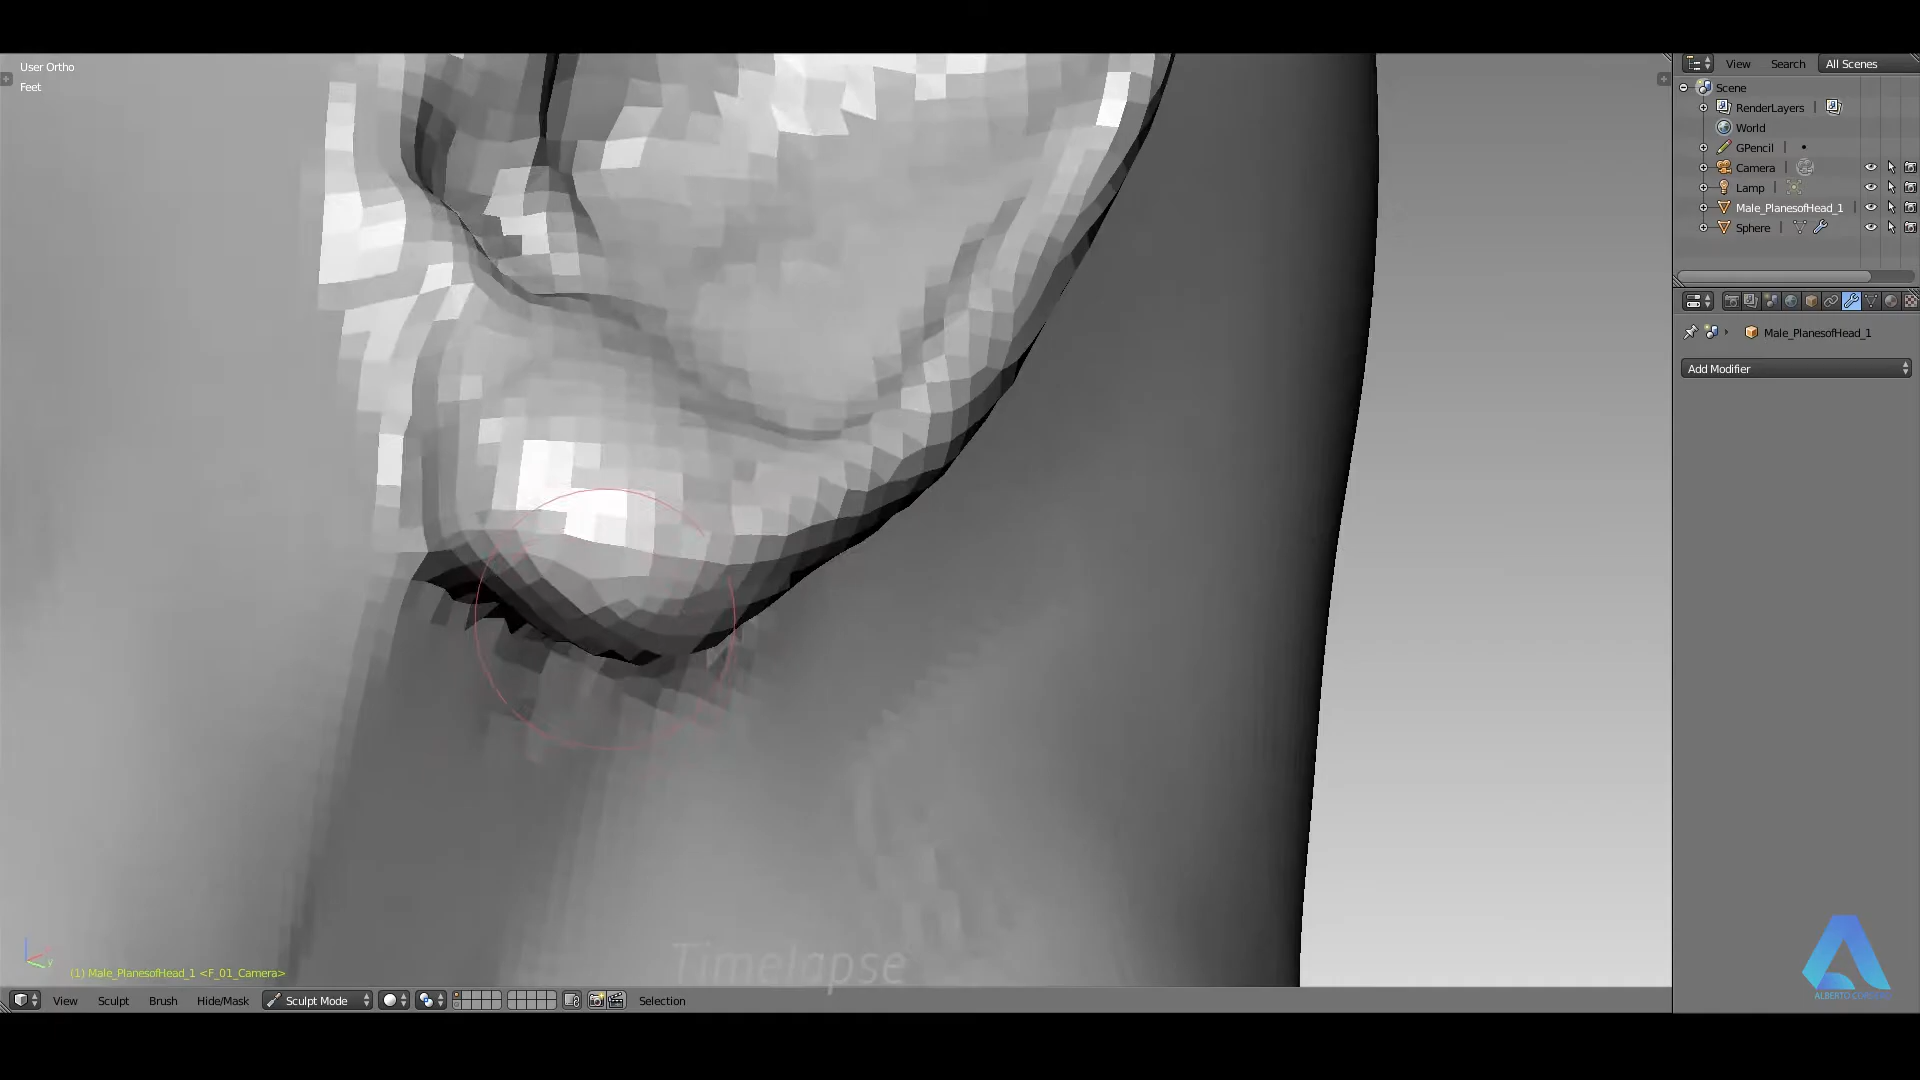 User Ortho
Feet
View Search All Scenes
Scene
RenderLayers
World
GPencil
Camera
Lamp
Male_PlanesofHead_1
Sphere
Male_PlanesofHead_1
Add Modifier
Timelapse
(1) Male_PlanesofHead_1 <F_01_Camera>
View Sculpt Brush Hide/Mask Sculpt Mode Selection
ALBERTO